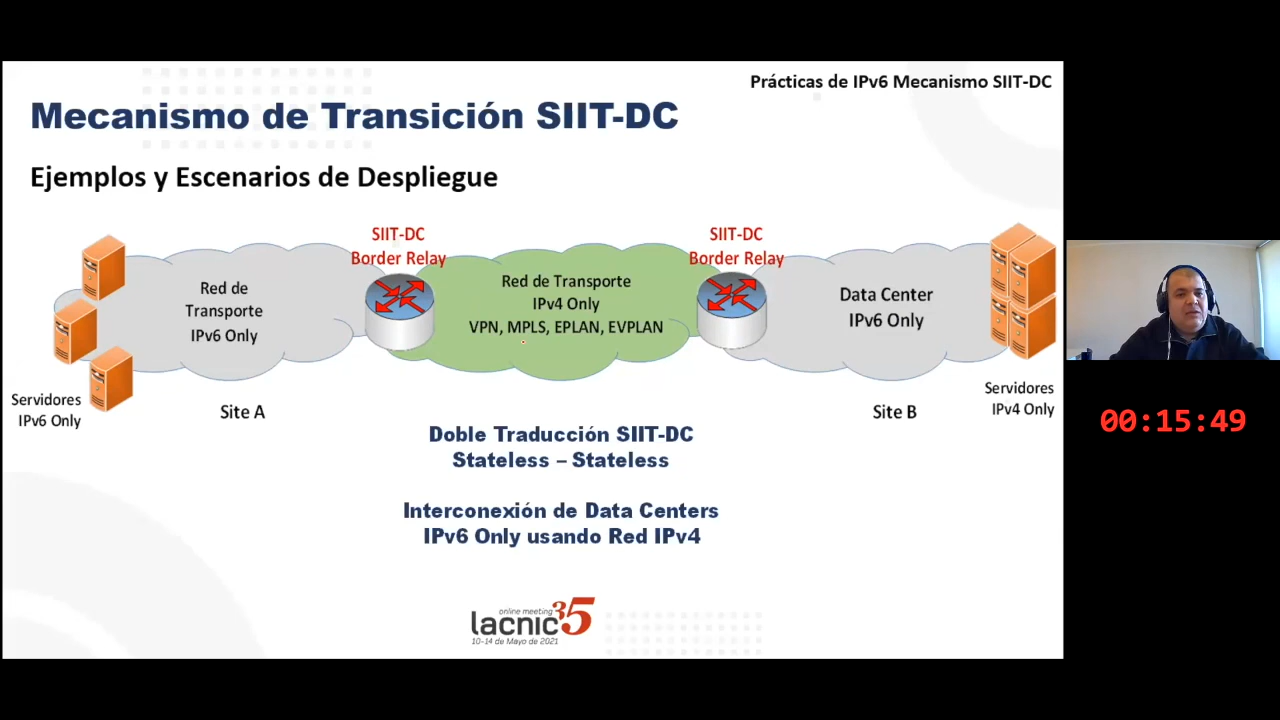 Prácticas de IPv6 Mecanismo SIIT-DC
Mecanismo de Transición SIIT-DC
Ejemplos y Escenarios de Despliegue
SIIT-DC
Border Relay
SIIT-DC
Border Relay
Red de
Transporte
IPv6 Only
Red de Transporte
IPv4 Only
VPN, MPLS, EPLAN, EVPLAN
Data Center
IPv6 Only
Servidores
IPv6 Only
Servidores
IPv4 Only
Site A
Site B
00:15:49
Doble Traducción SIIT-DC
Stateless – Stateless
Interconexión de Data Centers
IPv6 Only usando Red IPv4
online meeting
lacnic 35
10-14 de Mayo de 2021